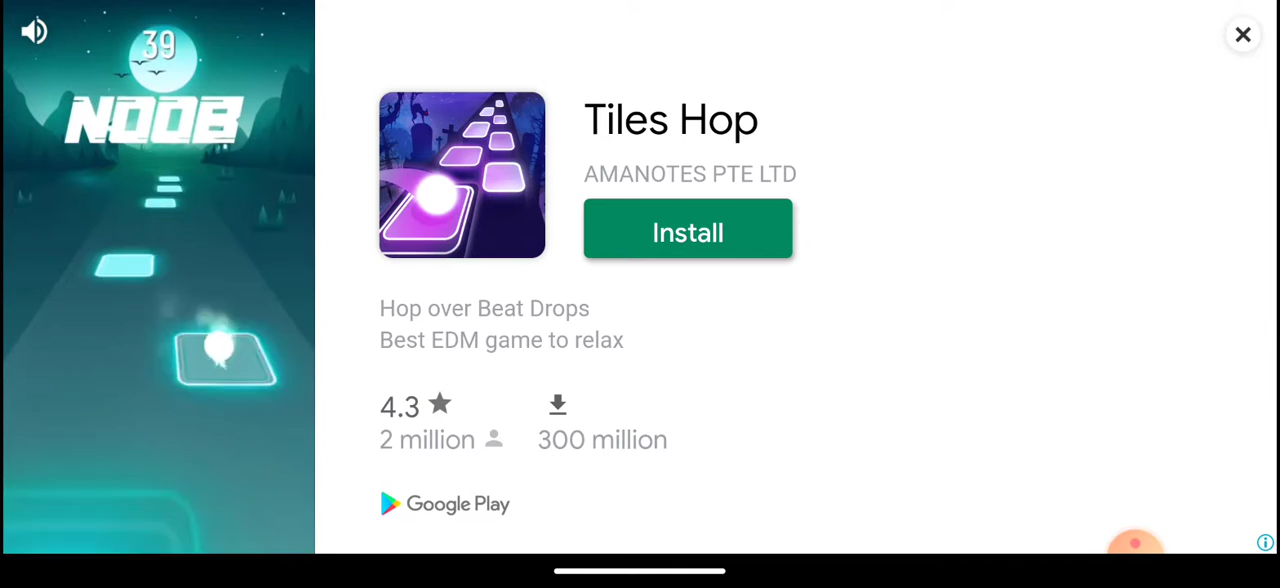 39
NOOB
Tiles Hop
AMANOTES PTE LTD
Install
Hop over Beat Drops
Best EDM game to relax
4.3
2 million
300 million
Google Play